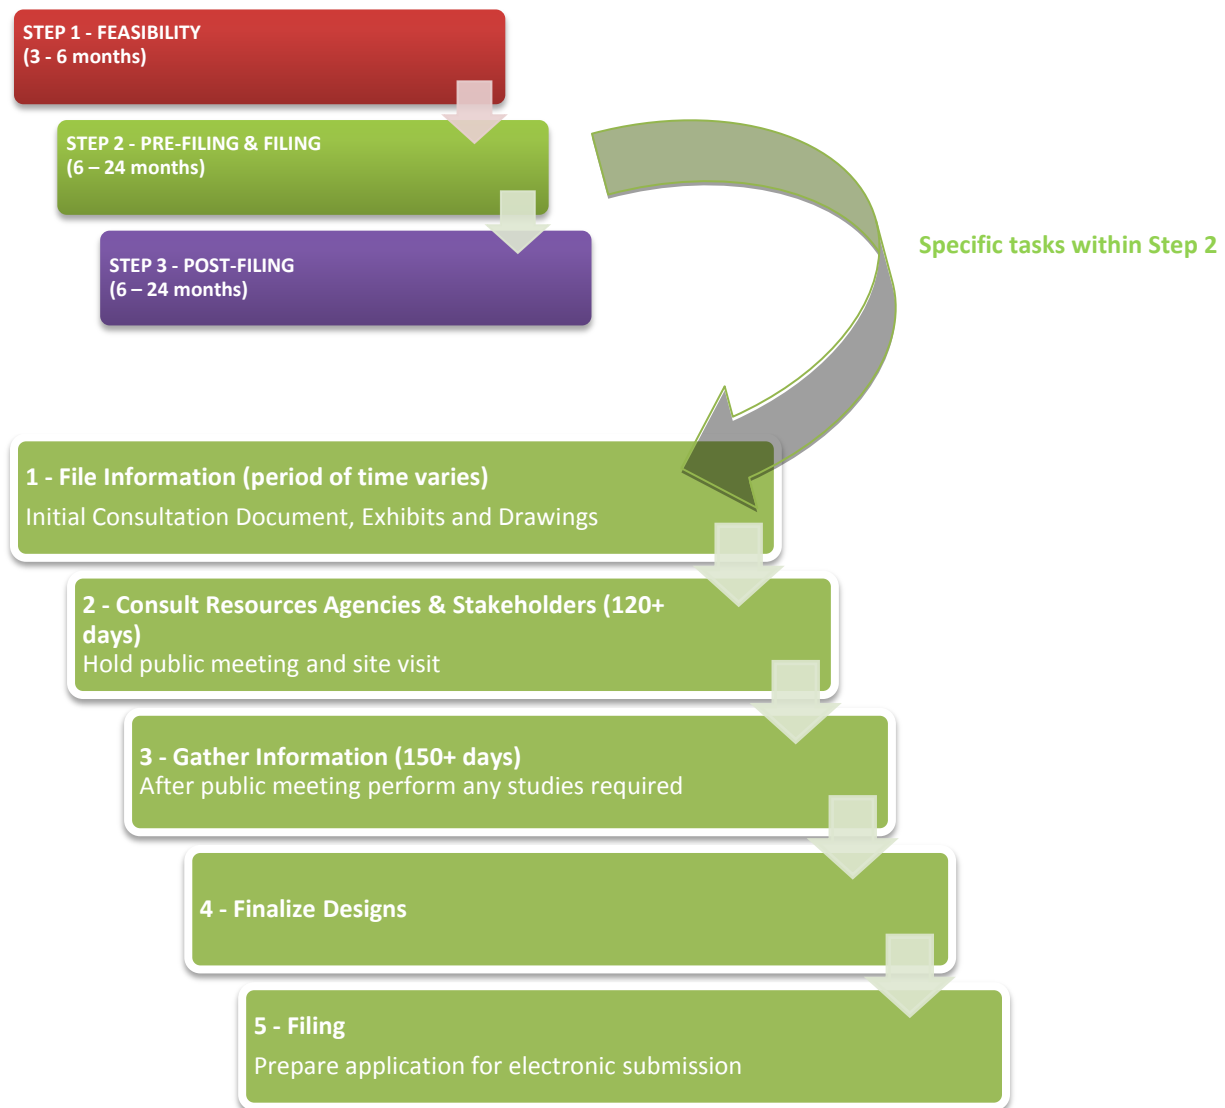 STEP 1 - FEASIBILITY
(3 - 6 months)
STEP 2 - PRE-FILING & FILING
(6 – 24 months)
STEP 3 - POST-FILING
(6 – 24 months)
Specific tasks within Step 2
1 - File Information (period of time varies)
Initial Consultation Document, Exhibits and Drawings
2 - Consult Resources Agencies & Stakeholders (120+
days)
Hold public meeting and site visit
3 - Gather Information (150+ days)
After public meeting perform any studies required
4 - Finalize Designs
5 - Filing
Prepare application for electronic submission